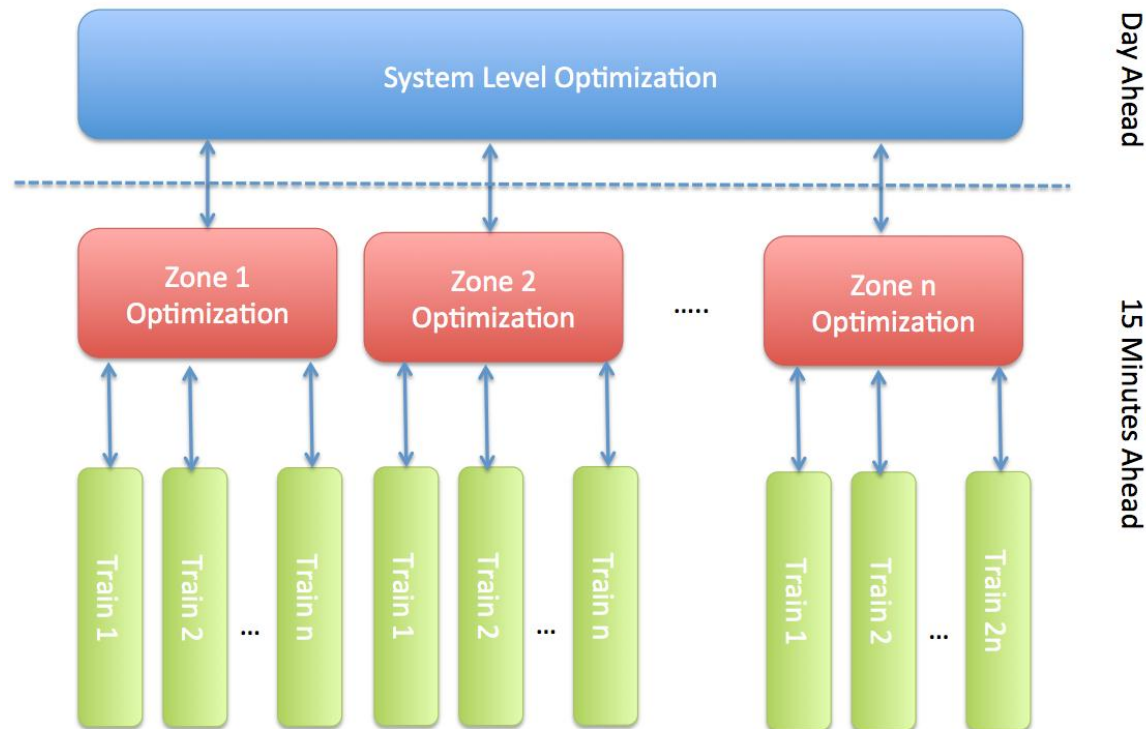 System Level Optimization
Day Ahead
Zone 1
Optimization
Zone 2
Optimization
.....
Zone n
Optimization
15 Minutes Ahead
Train 1
Train 2
...
Train n
Train 1
Train 2
...
Train n
Train 1
Train 2
...
Train 2n